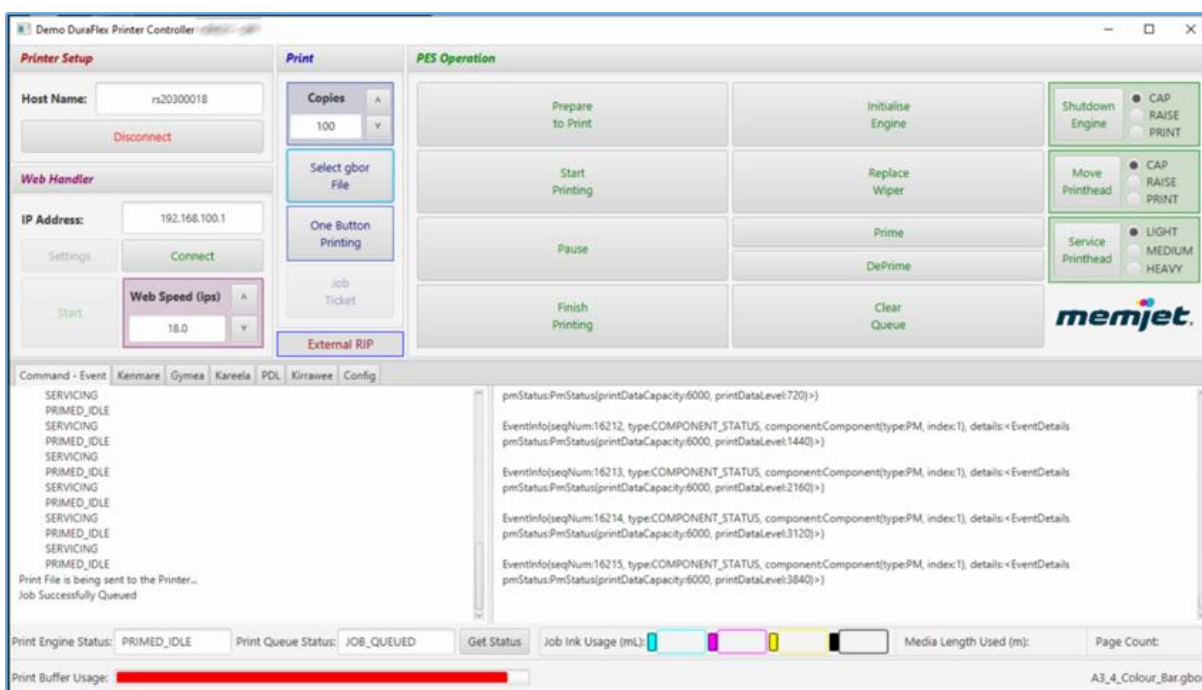 Demo DuraFlex Printer Controller
Printer Setup
Host Name: rs20300018
Disconnect
Web Handler
IP Address: 192.168.100.1
Settings Connect
Start
Web Speed (ips) ˄
18.0 ˅
Print
Copies ˄
100 ˅
Select gbor
File
One Button
Printing
Job
Ticket
External RIP
PES Operation
Prepare
to Print
Initialise
Engine
Shutdown
Engine
CAP
RAISE
PRINT
Start
Printing
Replace
Wiper
Move
Printhead
CAP
RAISE
PRINT
Pause
Prime
DePrime
Service
Printhead
LIGHT
MEDIUM
HEAVY
Finish
Printing
Clear
Queue
memjet.
Command - Event Kenmare Gymea Kareela PDL Kirrawee Config
SERVICING
PRIMED_IDLE
SERVICING
PRIMED_IDLE
SERVICING
PRIMED_IDLE
SERVICING
PRIMED_IDLE
SERVICING
PRIMED_IDLE
SERVICING
PRIMED_IDLE
Print File is being sent to the Printer...
Job Successfully Queued
pmStatus:PmStatus(printDataCapacity:6000, printDataLevel:720)>)
EventInfo(seqNum:16212, type:COMPONENT_STATUS, component:Component(type:PM, index:1), details:<EventDetails
pmStatus:PmStatus(printDataCapacity:6000, printDataLevel:1440)>)
EventInfo(seqNum:16213, type:COMPONENT_STATUS, component:Component(type:PM, index:1), details:<EventDetails
pmStatus:PmStatus(printDataCapacity:6000, printDataLevel:2160)>)
EventInfo(seqNum:16214, type:COMPONENT_STATUS, component:Component(type:PM, index:1), details:<EventDetails
pmStatus:PmStatus(printDataCapacity:6000, printDataLevel:3120)>)
EventInfo(seqNum:16215, type:COMPONENT_STATUS, component:Component(type:PM, index:1), details:<EventDetails
pmStatus:PmStatus(printDataCapacity:6000, printDataLevel:3840)>)
Print Engine Status: PRIMED_IDLE Print Queue Status: JOB_QUEUED Get Status Job Ink Usage (mL): Media Length Used (m): Page Count:
Print Buffer Usage: A3_4_Colour_Bar.gbo